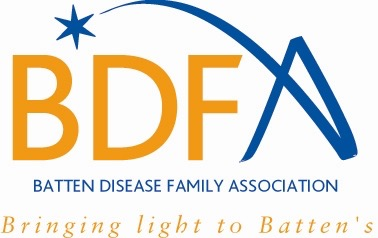 BDFA
BATTEN DISEASE FAMILY ASSOCIATION
Bringing light to Batten's